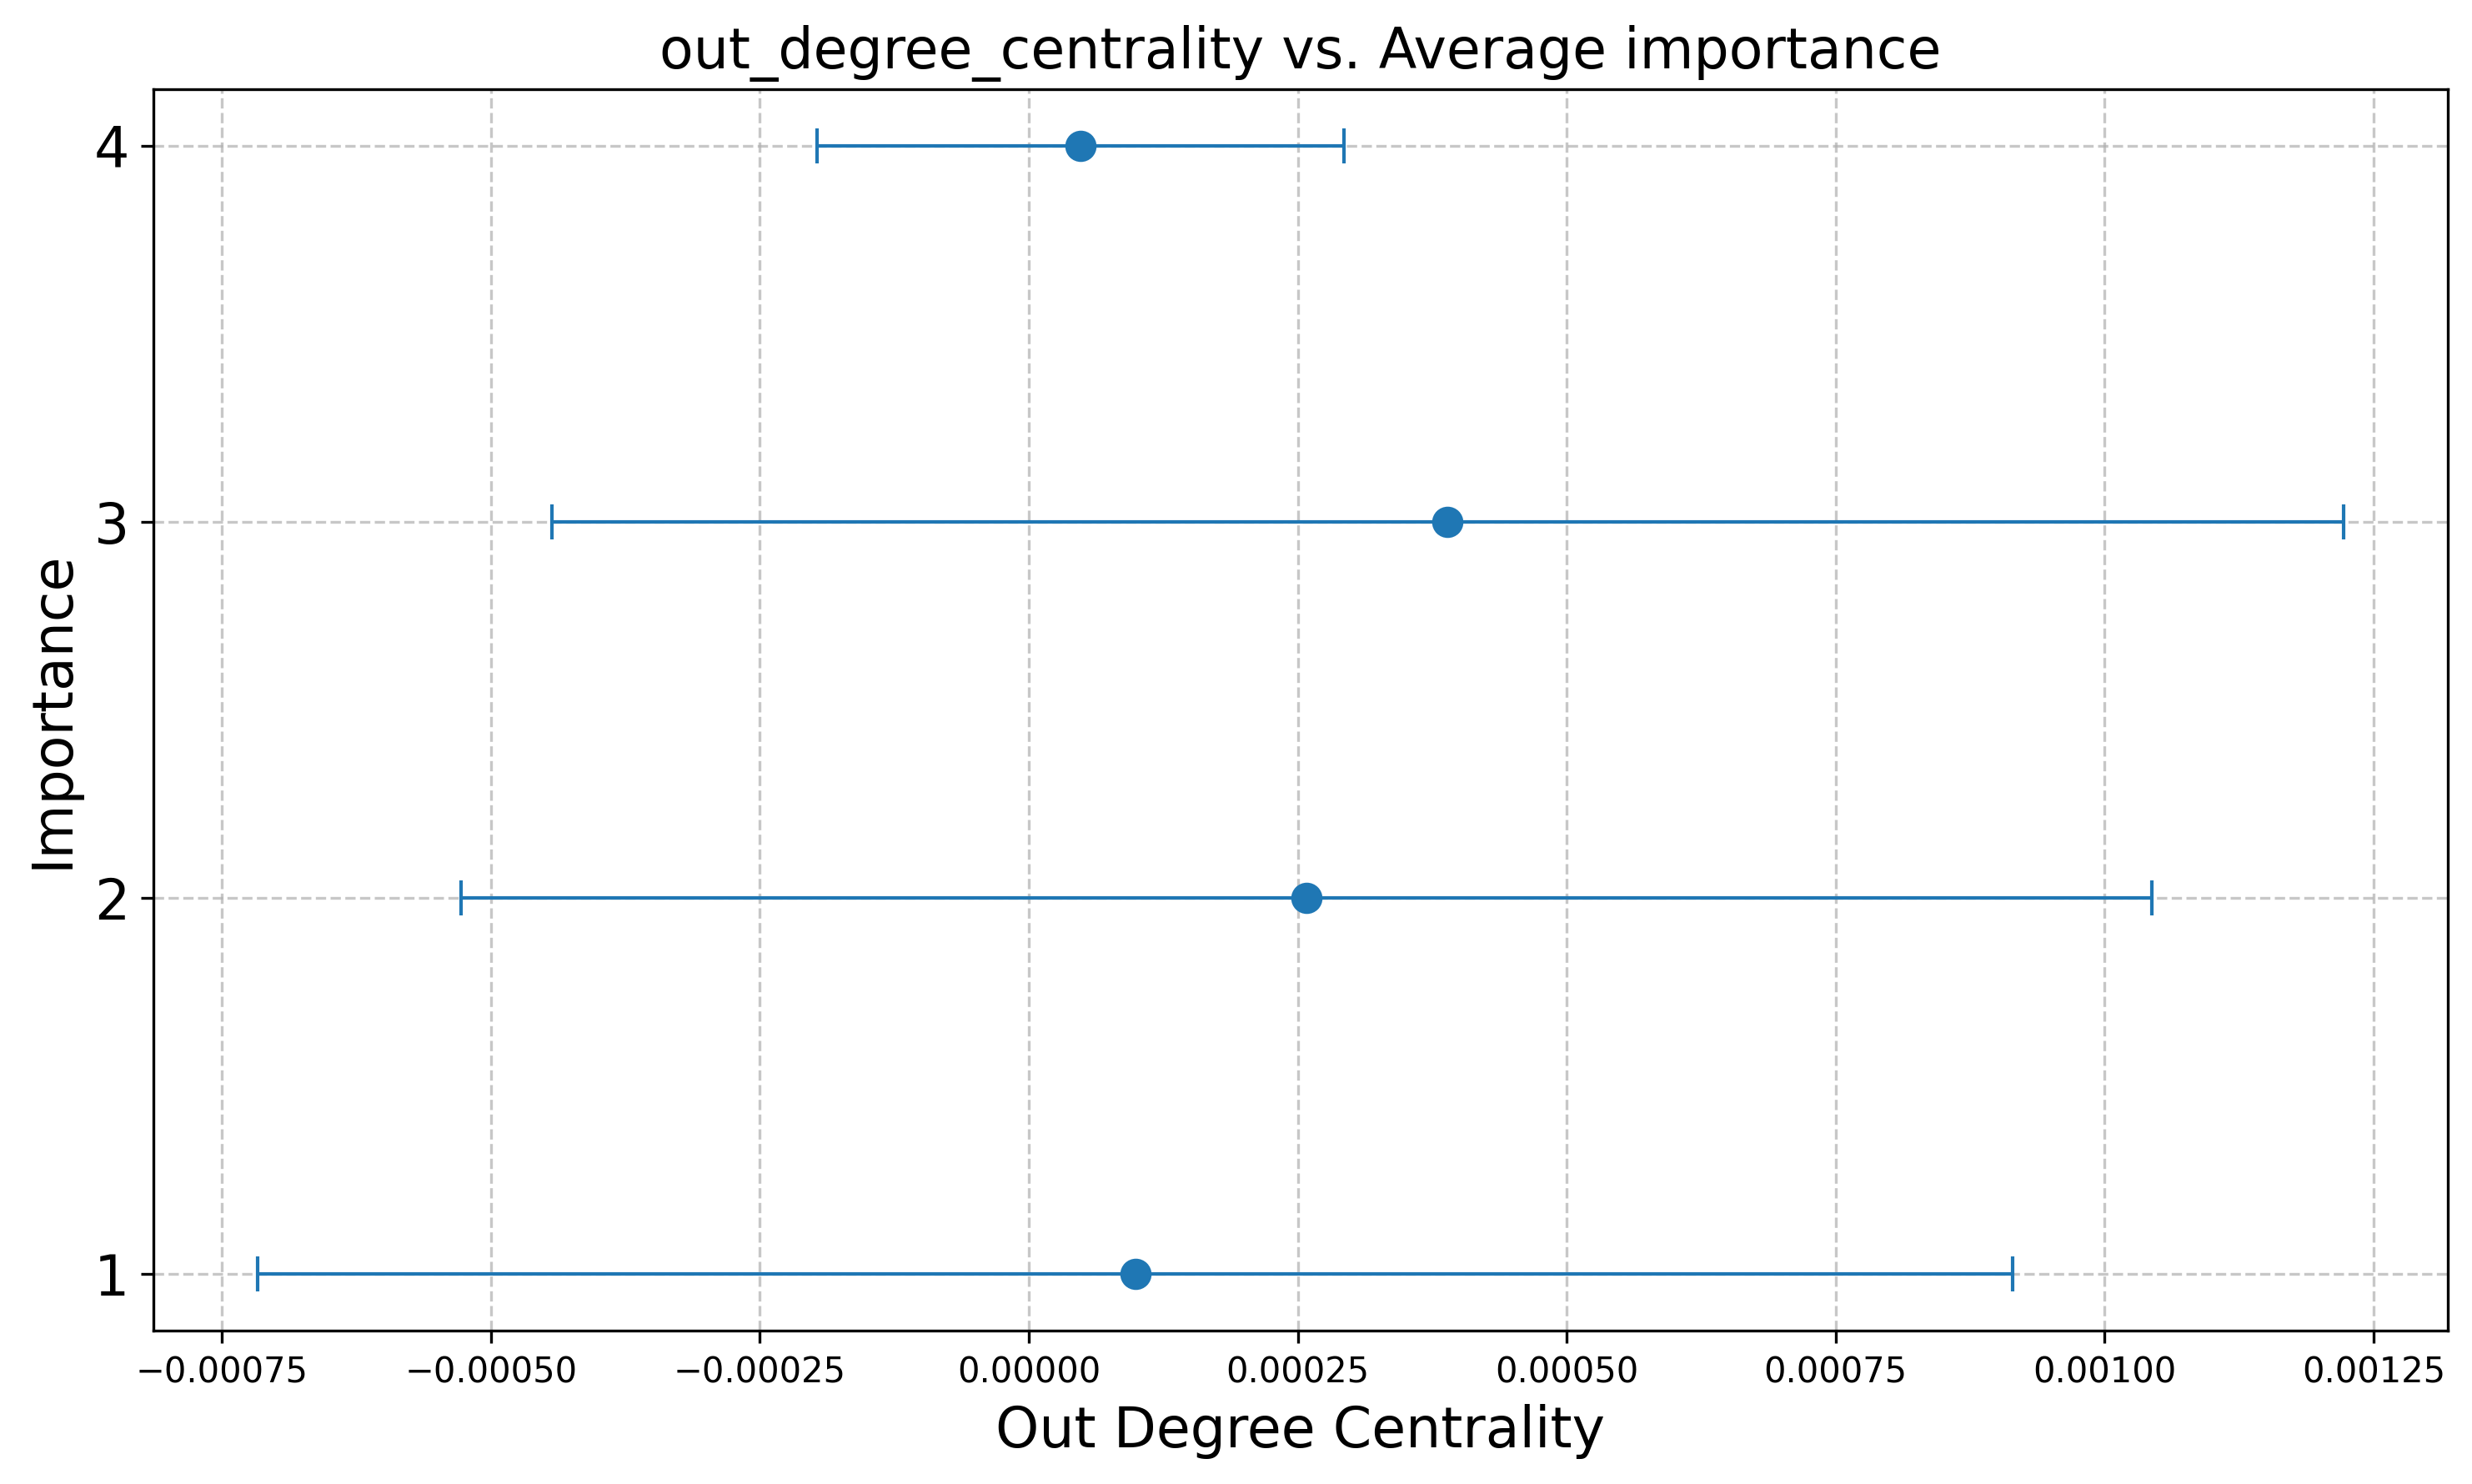 out_degree_centrality vs. Average importance
4
3
2
1
Importance
−0.00075 −0.00050 −0.00025 0.00000 0.00025 0.00050 0.00075 0.00100 0.00125
Out Degree Centrality